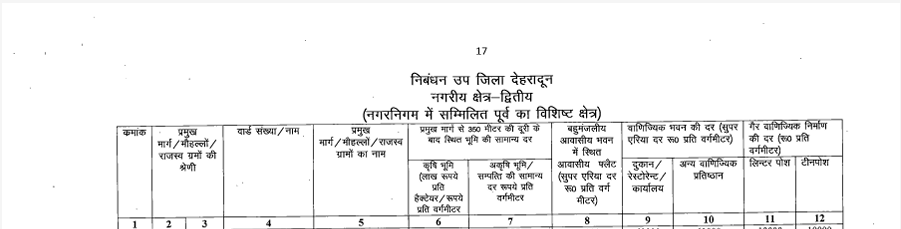 17
निबंधन उप जिला देहरादून
नगरीय क्षेत्र–द्वितीय
(नगरनिगम में सम्मिलित पूर्व का विशिष्ट क्षेत्र)
कमांक
प्रमुख
मार्ग/मौहल्लों/
राजस्व ग्रामों की
श्रेणी
वार्ड संख्या/नाम
प्रमुख
मार्ग/मौहल्लों/राजस्व
ग्रामों का नाम
प्रमुख मार्ग से 350 मीटर की दूरी के
बाद स्थित भूमि की सामान्य दर
कृषि भूमि
(लाख रूपये
प्रति
हैक्टेयर/रूपये
प्रति वर्गमीटर
अकृषि भूमि/
सम्पत्ति की सामान्य
दर रूपये प्रति
वर्गमीटर
बहुमंजलीय
आवासीय भवन
में स्थित
आवासीय फ्लैट
(सुपर एरिया दर
रू0 प्रति वर्ग
मीटर)
वाणिज्यिक भवन की दर (सुपर
एरिया दर रू0 प्रति वर्गमीटर)
दुकान/
रेस्टोरेन्ट/
कार्यालय
अन्य वाणिज्यिक
प्रतिष्ठान
गैर वाणिज्यिक निर्माण
की दर (रू0 प्रति
वर्गमीटर)
लिन्टर पोश
टीनपोश
1 2 3 4 5 6 7 8 9 10 11 12